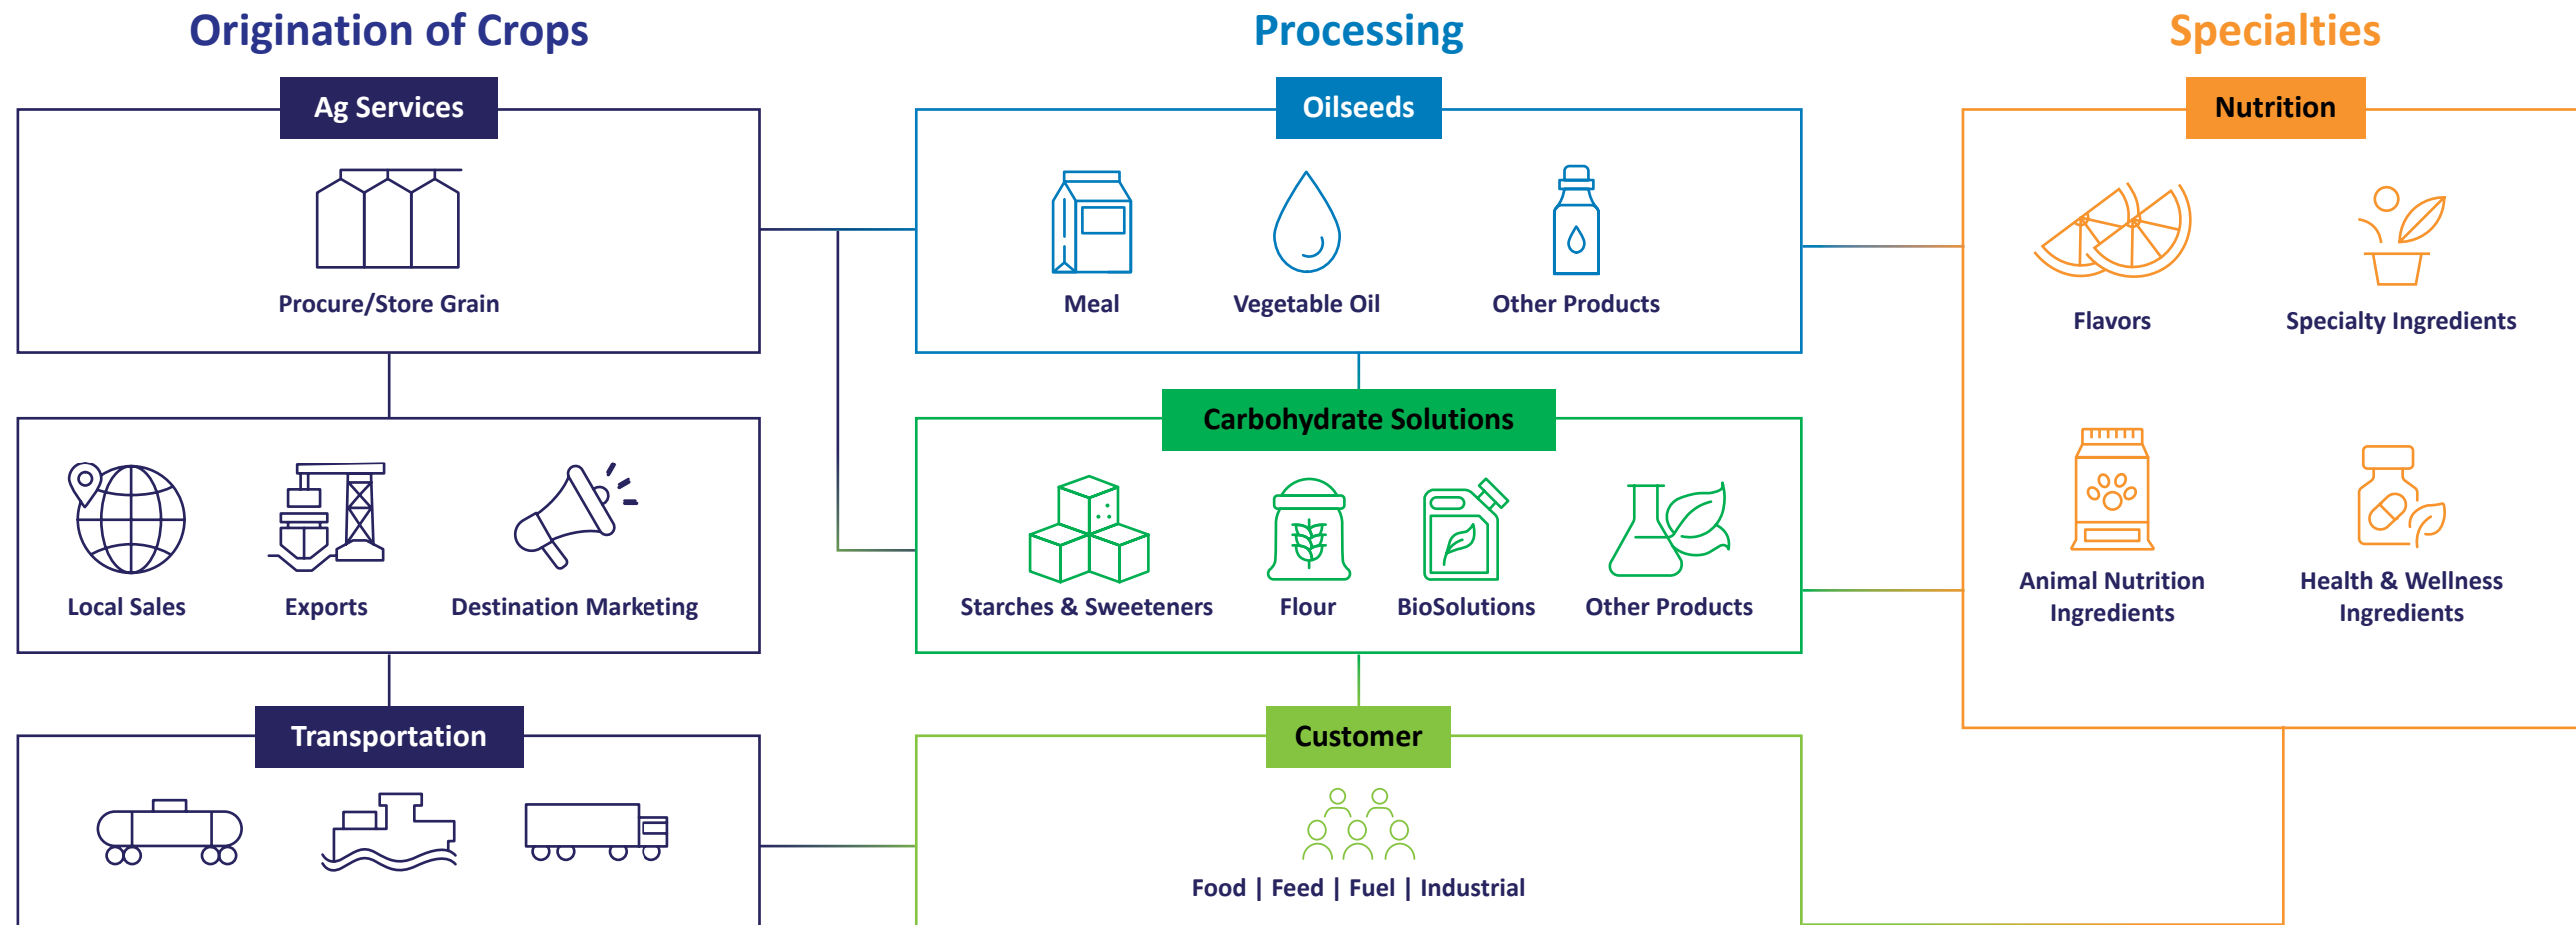 Origination of Crops
Processing
Specialties
Ag Services
Procure/Store Grain
Local Sales
Exports
Destination Marketing
Transportation
Oilseeds
Meal
Vegetable Oil
Other Products
Carbohydrate Solutions
Starches & Sweeteners
Flour
BioSolutions
Other Products
Customer
Food | Feed | Fuel | Industrial
Nutrition
Flavors
Specialty Ingredients
Animal Nutrition
Ingredients
Health & Wellness
Ingredients